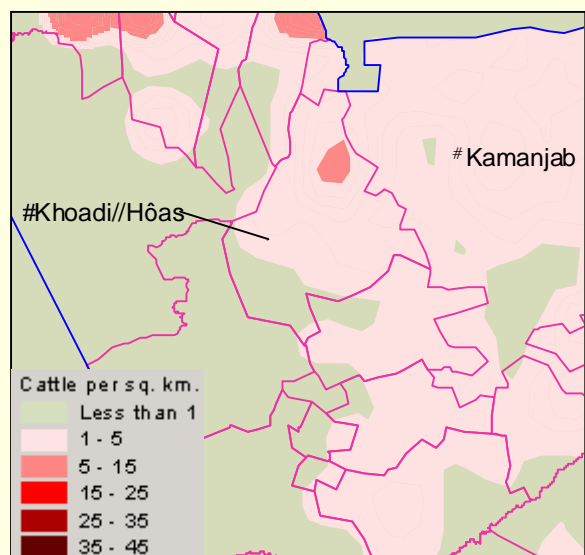 # Kamanjab
#Khoadi//Hôas
Cattle per sq. km.
Less than 1
1 - 5
5 - 15
15 - 25
25 - 35
35 - 45